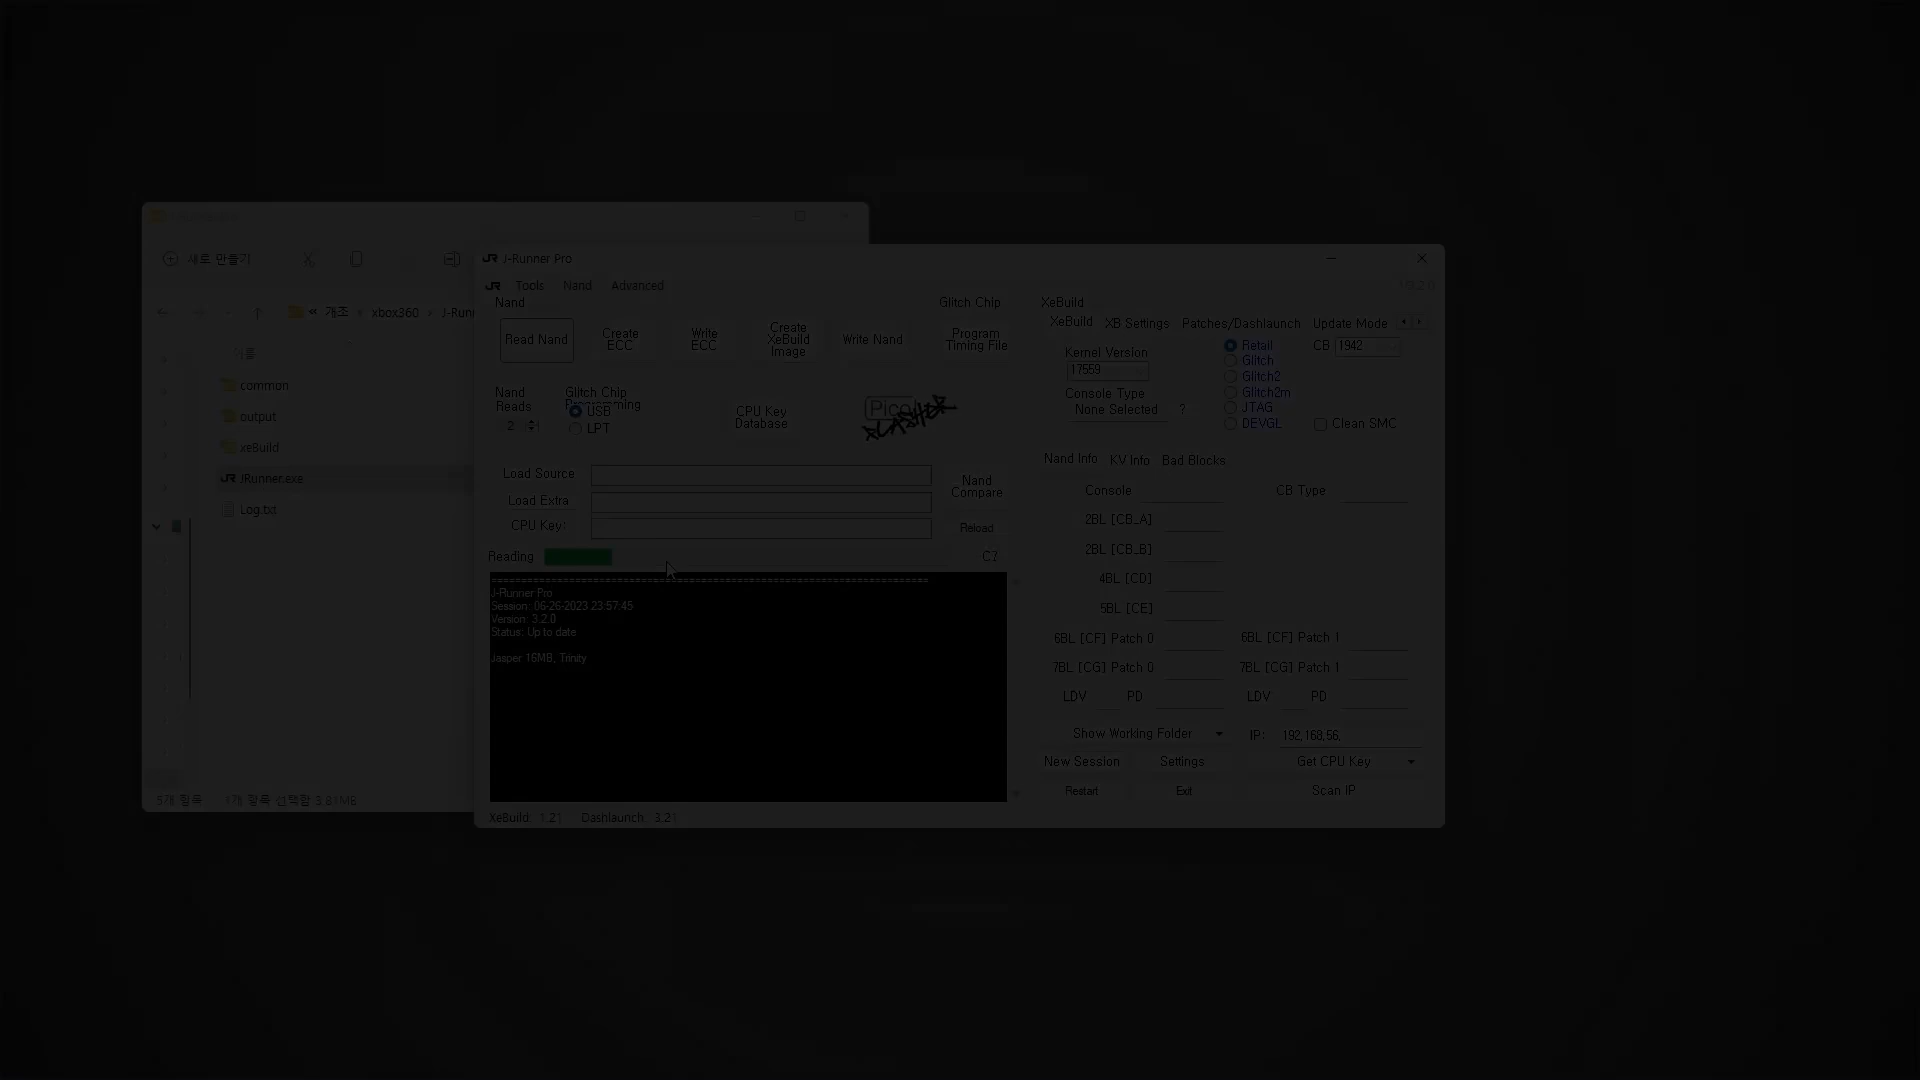 새로 만들기
« 개조 › xbox360 › J-Runn
이름
common
output
xeBuild
JRunner.exe
Log.txt
5개 항목 1개 항목 선택함 3.81MB
JR J-Runner Pro
JR Tools Nand Advanced
Nand
Glitch Chip
Read Nand
Create
ECC
Write
ECC
Create
XeBuild
Image
Write Nand
Program
Timing File
Nand
Reads
2
Glitch Chip
Programming
USB
LPT
CPU Key
Database
Pico
FLASHER
Load Source
Load Extra
CPU Key:
Nand
Compare
Reload
Reading
C7
J-Runner Pro
Session: 06-26-2023 23:57:45
Version: 3.2.0
Status: Up to date
Jasper 16MB, Trinity
XeBuild: 1.21 Dashlaunch: 3.21
XeBuild
XeBuild XB Settings Patches/Dashlaunch Update Mode
Kernel Version
17559
Console Type
None Selected ?
Retail
Glitch
Glitch2
Glitch2m
JTAG
DEVGL
CB 1942
Clean SMC
Nand Info KV Info Bad Blocks
Console CB Type
2BL [CB_A]
2BL [CB_B]
4BL [CD]
5BL [CE]
6BL [CF] Patch 0 6BL [CF] Patch 1
7BL [CG] Patch 0 7BL [CG] Patch 1
LDV PD LDV PD
Show Working Folder IP: 192.168.56.
New Session Settings Get CPU Key
Restart Exit Scan IP